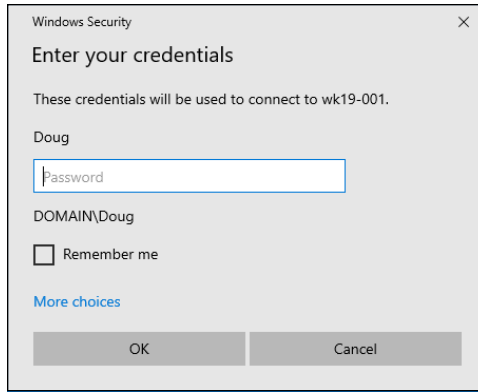 Windows Security
Enter your credentials
These credentials will be used to connect to wk19-001.
Doug
Password
DOMAIN\Doug
Remember me
More choices
OK Cancel